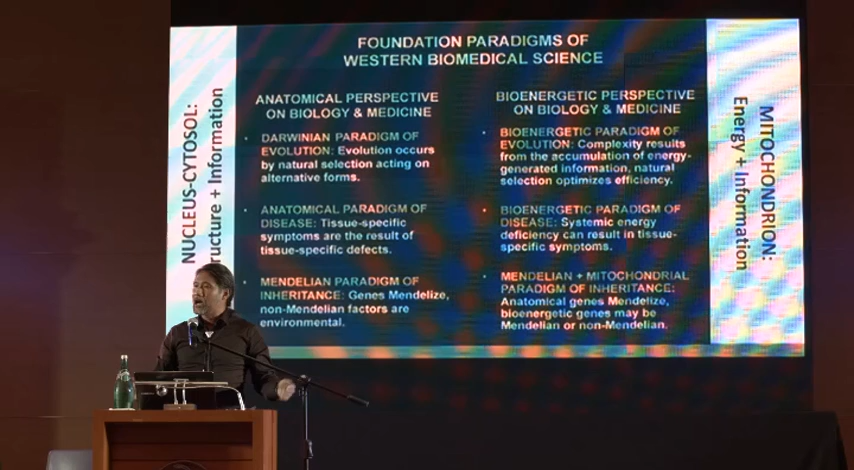 FOUNDATION PARADIGMS OF
WESTERN BIOMEDICAL SCIENCE
NUCLEUS-CYTOSOL:
ructure + Information
ANATOMICAL PERSPECTIVE
ON BIOLOGY & MEDICINE
• DARWINIAN PARADIGM OF
EVOLUTION: Evolution occurs
by natural selection acting on
alternative forms.
• ANATOMICAL PARADIGM OF
DISEASE: Tissue-specific
symptoms are the result of
tissue-specific defects.
• MENDELIAN PARADIGM OF
INHERITANCE: Genes Mendelize,
non-Mendelian factors are
environmental.
BIOENERGETIC PERSPECTIVE
ON BIOLOGY & MEDICINE
• BIOENERGETIC PARADIGM OF
EVOLUTION: Complexity results
from the accumulation of energy-
generated information, natural
selection optimizes efficiency.
• BIOENERGETIC PARADIGM OF
DISEASE: Systemic energy
deficiency can result in tissue-
specific symptoms.
• MENDELIAN + MITOCHONDRIAL
PARADIGM OF INHERITANCE:
Anatomical genes Mendelize,
bioenergetic genes may be
Mendelian or non-Mendelian.
MITOCHONDRION:
Energy + Information